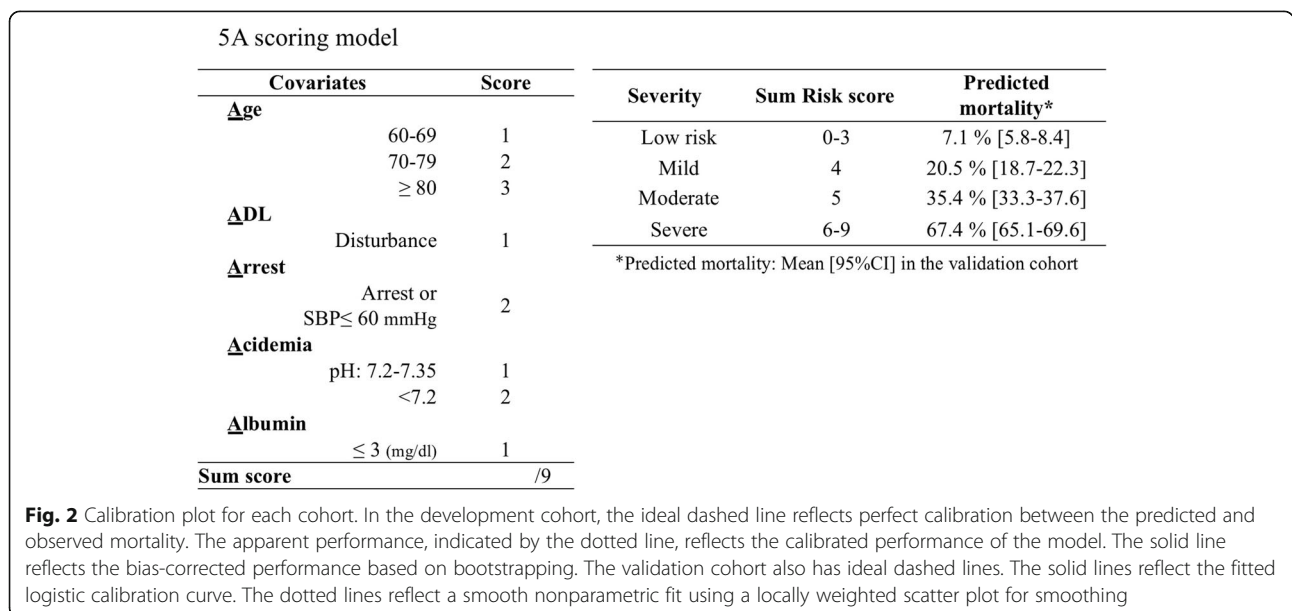 5A scoring model
Covariates Score
Age
60-69 1
70-79 2
≥ 80 3
ADL
Disturbance 1
Arrest
Arrest or
SBP≤ 60 mmHg 2
Acidemia
pH: 7.2-7.35 1
<7.2 2
Albumin
≤ 3 (mg/dl) 1
Sum score /9
Severity Sum Risk score Predicted
mortality*
Low risk 0-3 7.1 % [5.8-8.4]
Mild 4 20.5 % [18.7-22.3]
Moderate 5 35.4 % [33.3-37.6]
Severe 6-9 67.4 % [65.1-69.6]
*Predicted mortality: Mean [95%CI] in the validation cohort
Fig. 2 Calibration plot for each cohort. In the development cohort, the ideal dashed line reflects perfect calibration between the predicted and
observed mortality. The apparent performance, indicated by the dotted line, reflects the calibrated performance of the model. The solid line
reflects the bias-corrected performance based on bootstrapping. The validation cohort also has ideal dashed lines. The solid lines reflect the fitted
logistic calibration curve. The dotted lines reflect a smooth nonparametric fit using a locally weighted scatter plot for smoothing